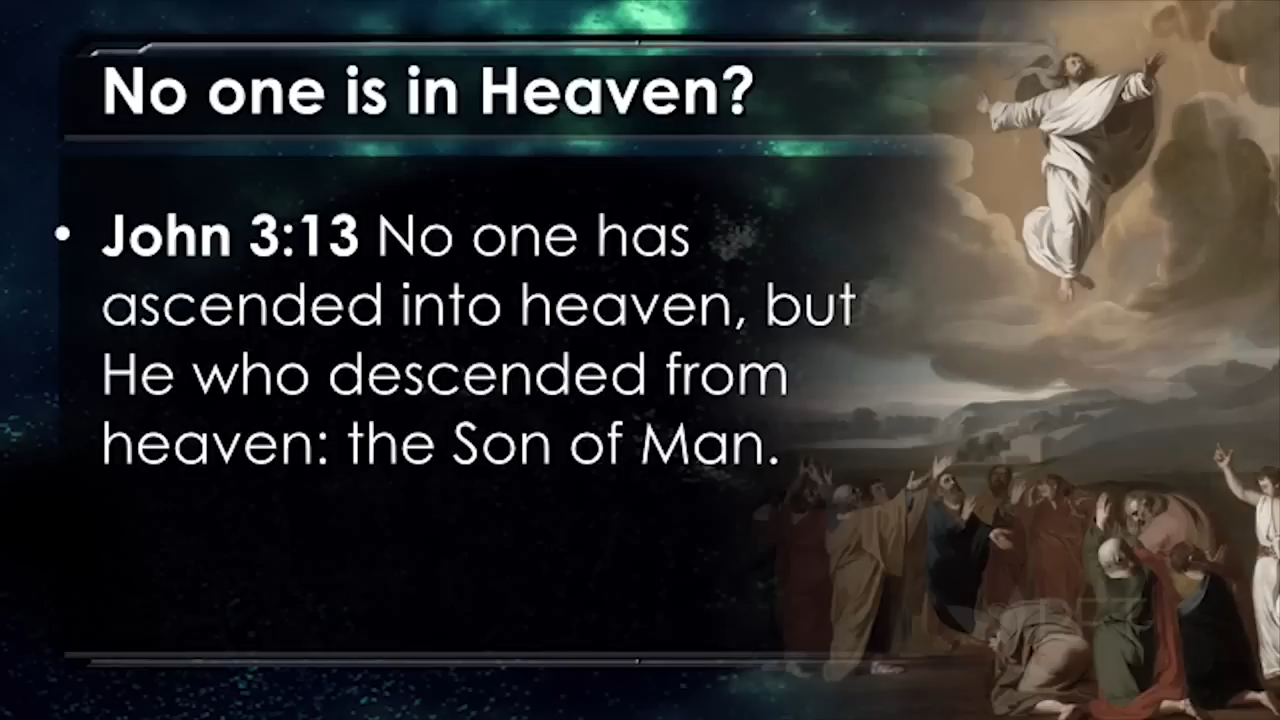 No one is in Heaven?
• John 3:13 No one has
ascended into heaven, but
He who descended from
heaven: the Son of Man.